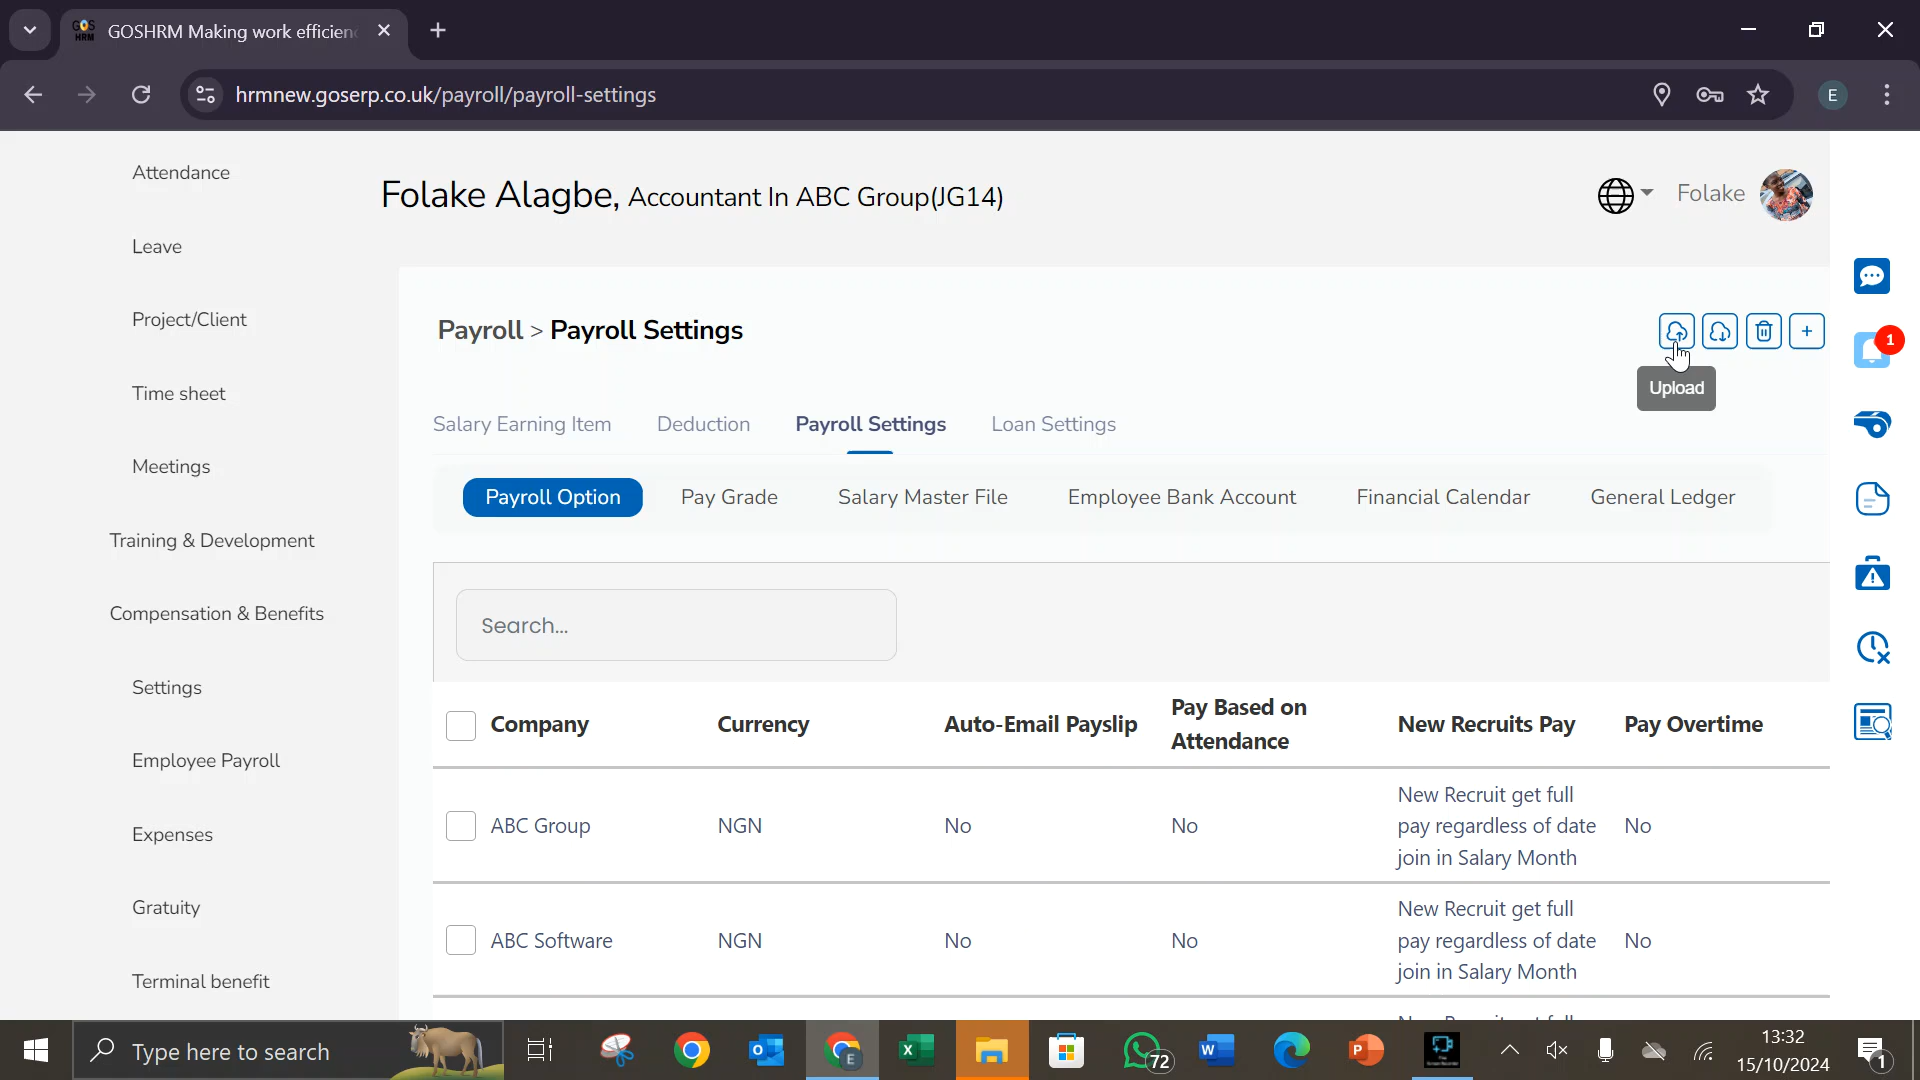 GOSHRM Making work efficien
hrmnew.goserp.co.uk/payroll/payroll-settings
E
Attendance
Leave
Project/Client
Time sheet
Meetings
Training & Development
Compensation & Benefits
Settings
Employee Payroll
Expenses
Gratuity
Terminal benefit
Folake Alagbe, Accountant In ABC Group(JG14)
Folake
1
Payroll > Payroll Settings
Upload
Salary Earning Item Deduction Payroll Settings Loan Settings
Payroll Option Pay Grade Salary Master File Employee Bank Account Financial Calendar General Ledger
Search...
Company Currency Auto-Email Payslip Pay Based on Attendance New Recruits Pay Pay Overtime
ABC Group NGN No No New Recruit get full pay regardless of date join in Salary Month No
ABC Software NGN No No New Recruit get full pay regardless of date join in Salary Month No
Type here to search
72
13:32
15/10/2024
1